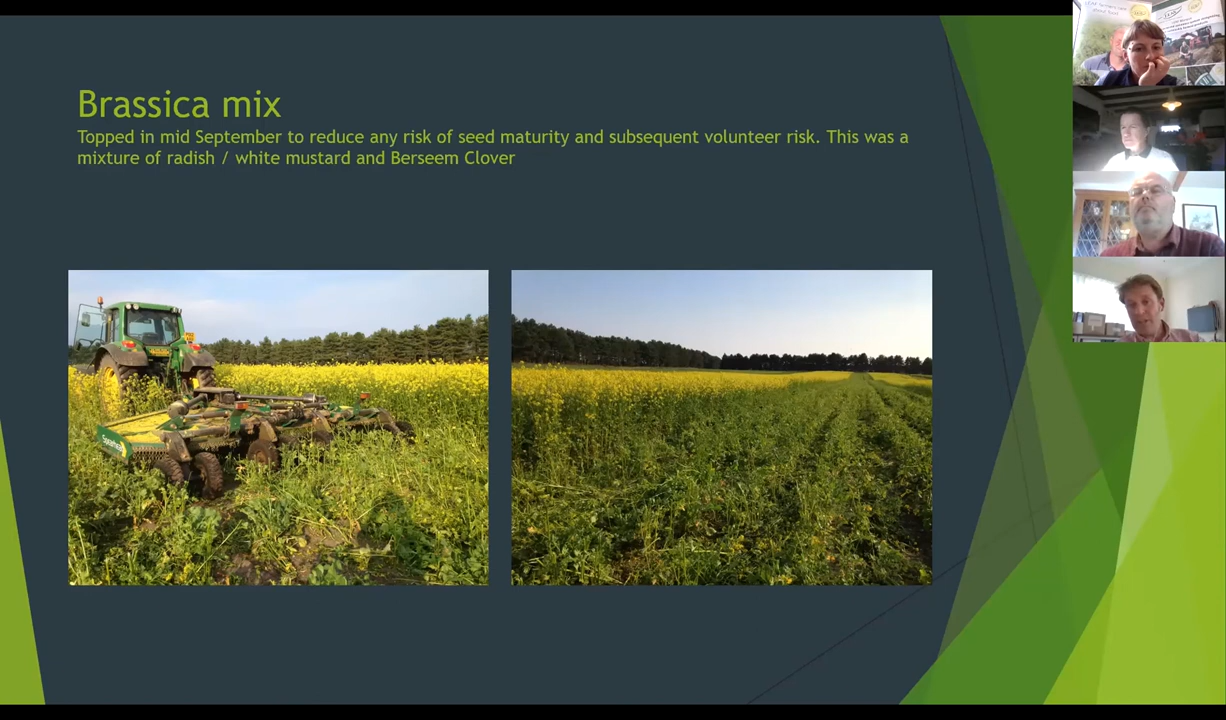 Brassica mix
Topped in mid September to reduce any risk of seed maturity and subsequent volunteer risk. This was a
mixture of radish / white mustard and Berseem Clover